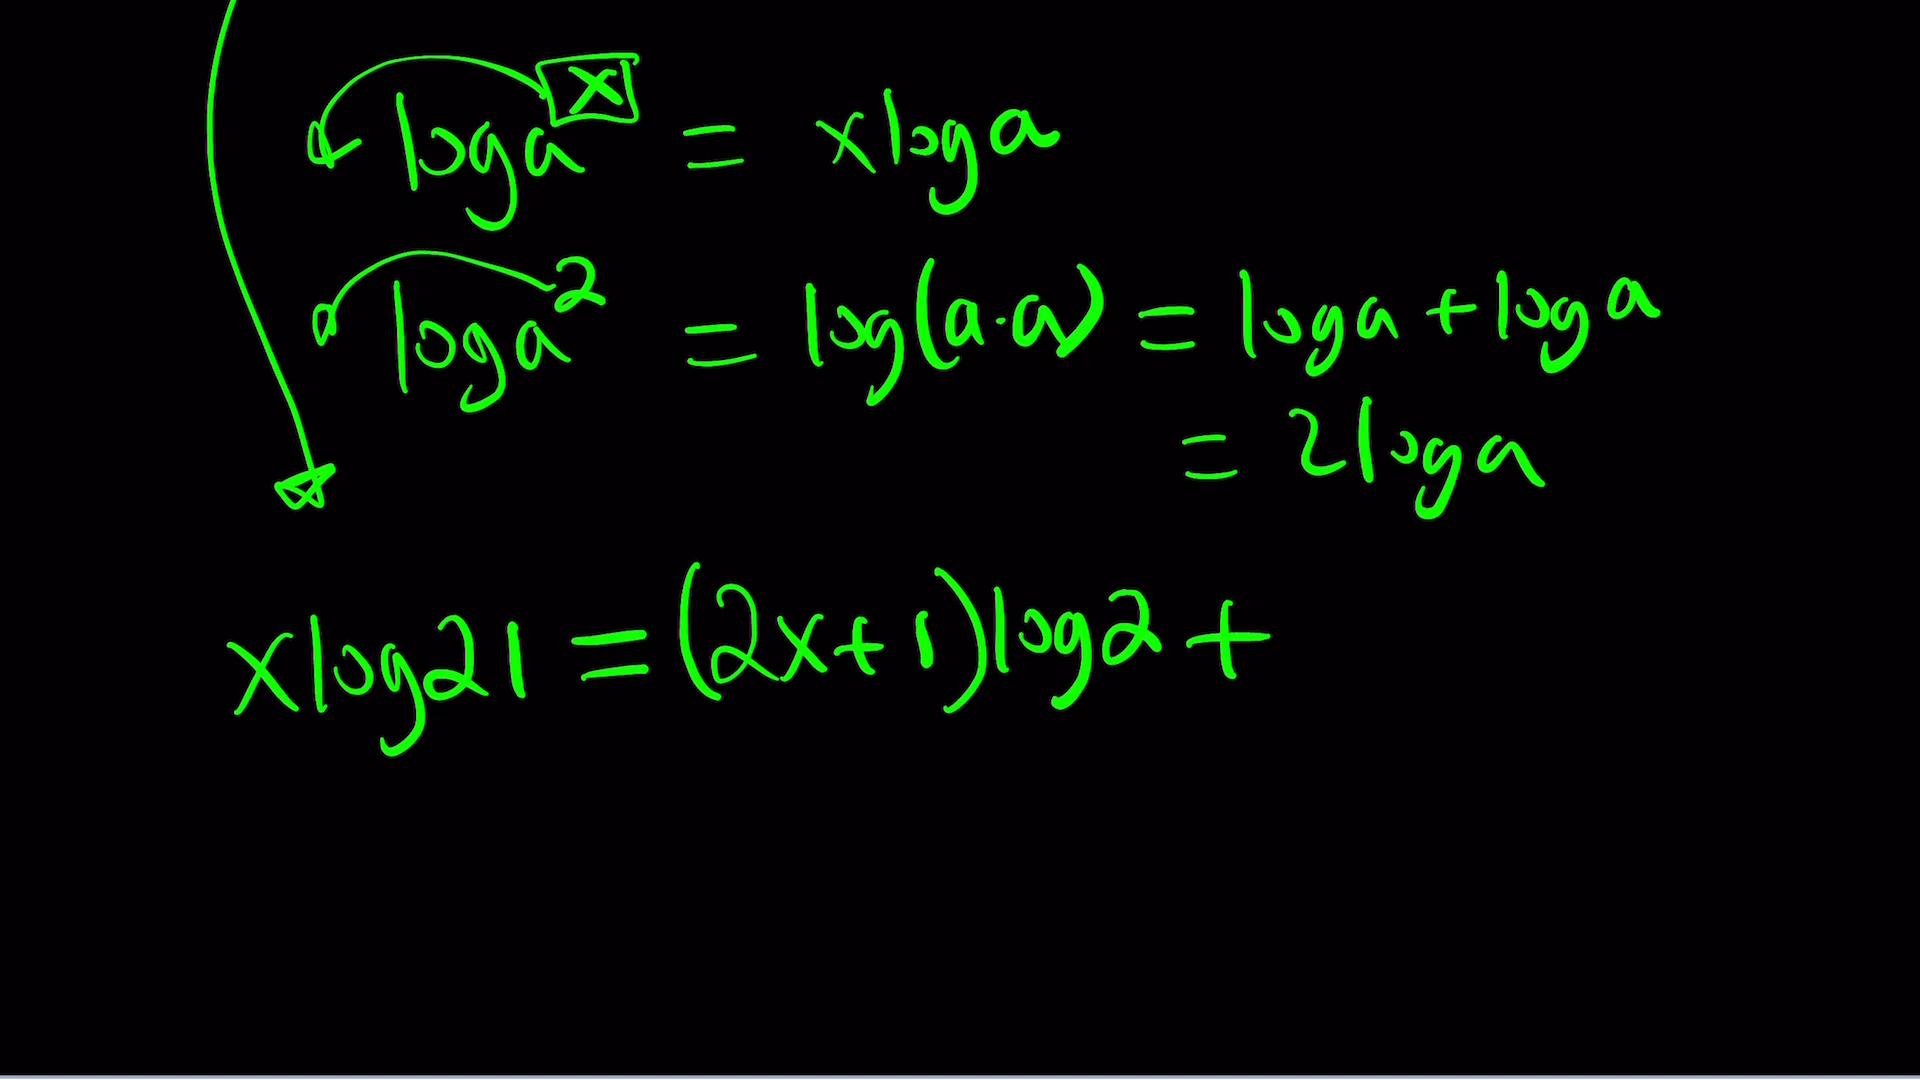 log a^x = x log a
log a^2 = log(a·a) = log a + log a
= 2 log a
x log 21 = (2x+1) log 2 +